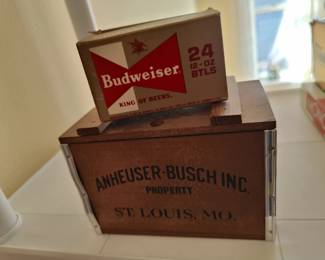 Budweiser
KING OF BEERS.
24
12-OZ
BTLS
ANHEUSER-BUSCH INC.
PROPERTY
ST. LOUIS, MO.